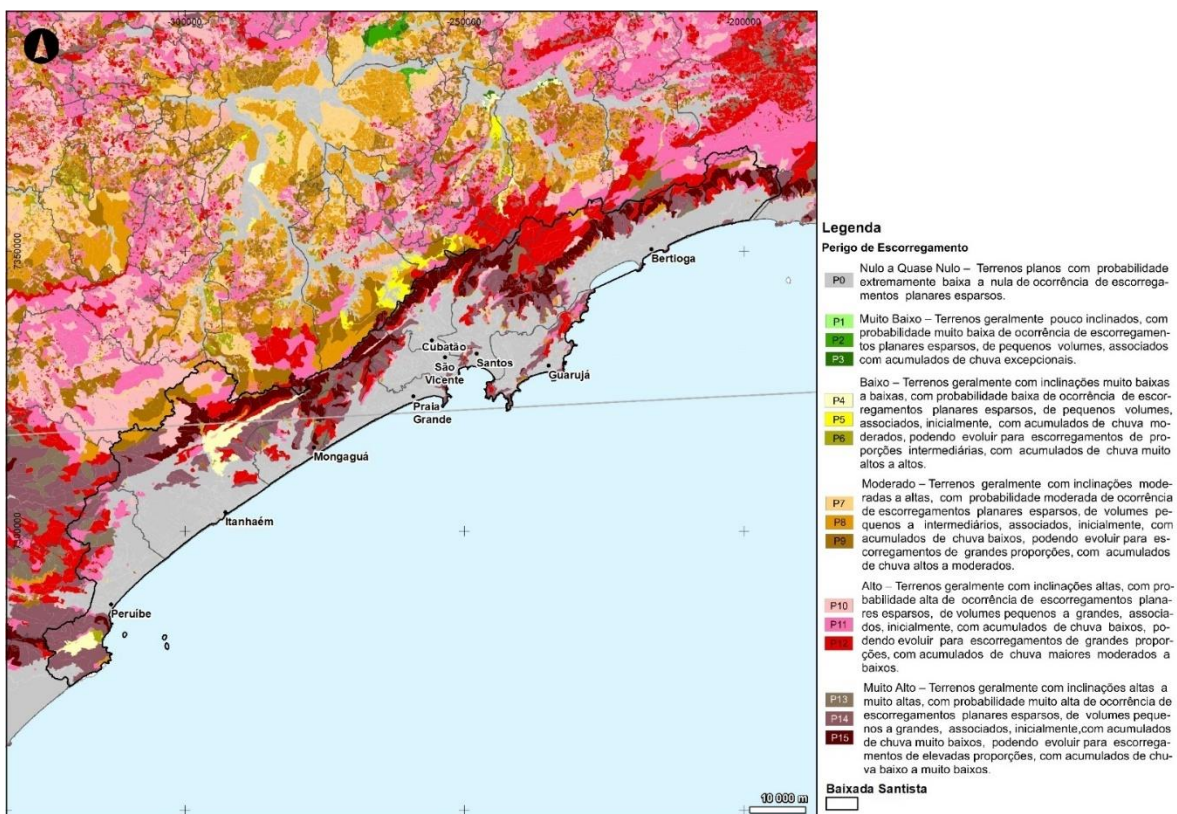 -300000
-250000
-200000
7350000
7300000
Bertioga
Cubatão
São
Vicente
Santos
Guarujá
Praia
Grande
Mongaguá
Itanhaém
Peruíbe
10 000 m
Legenda
Perigo de Escorregamento
P0
Nulo a Quase Nulo – Terrenos planos com probabilidade
extremamente baixa a nula de ocorrência de escorrega-
mentos planares esparsos.
P1
P2
P3
Muito Baixo – Terrenos geralmente pouco inclinados, com
probabilidade muito baixa de ocorrência de escorregamen-
tos planares esparsos, de pequenos volumes, associados
com acumulados de chuva excepcionais.
P4
P5
P6
Baixo – Terrenos geralmente com inclinações muito baixas
a baixas, com probabilidade baixa de ocorrência de escor-
regamentos planares esparsos, de pequenos volumes,
associados, inicialmente, com acumulados de chuva mo-
derados, podendo evoluir para escorregamentos de pro-
porções intermediárias, com acumulados de chuva muito
altos a altos.
P7
P8
P9
Moderado – Terrenos geralmente com inclinações mode-
radas a altas, com probabilidade moderada de ocorrência
de escorregamentos planares esparsos, de volumes pe-
quenos a intermediários, associados, inicialmente, com
acumulados de chuva baixos, podendo evoluir para es-
corregamentos de grandes proporções, com acumulados
de chuva altos a moderados.
P10
P11
P12
Alto – Terrenos geralmente com inclinações altas, com pro-
babilidade alta de ocorrência de escorregamentos plana-
res esparsos, de volumes pequenos a grandes, associa-
dos, inicialmente, com acumulados de chuva baixos, po-
dendo evoluir para escorregamentos de grandes propor-
ções, com acumulados de chuva maiores moderados a
baixos.
P13
P14
P15
Muito Alto – Terrenos geralmente com inclinações altas a
muito altas, com probabilidade muito alta de ocorrência de
escorregamentos planares esparsos, de volumes peque-
nos a grandes, associados, inicialmente,com acumulados
de chuva muito baixos, podendo evoluir para escorrega-
mentos de elevadas proporções, com acumulados de chu-
va baixo a muito baixos.
Baixada Santista